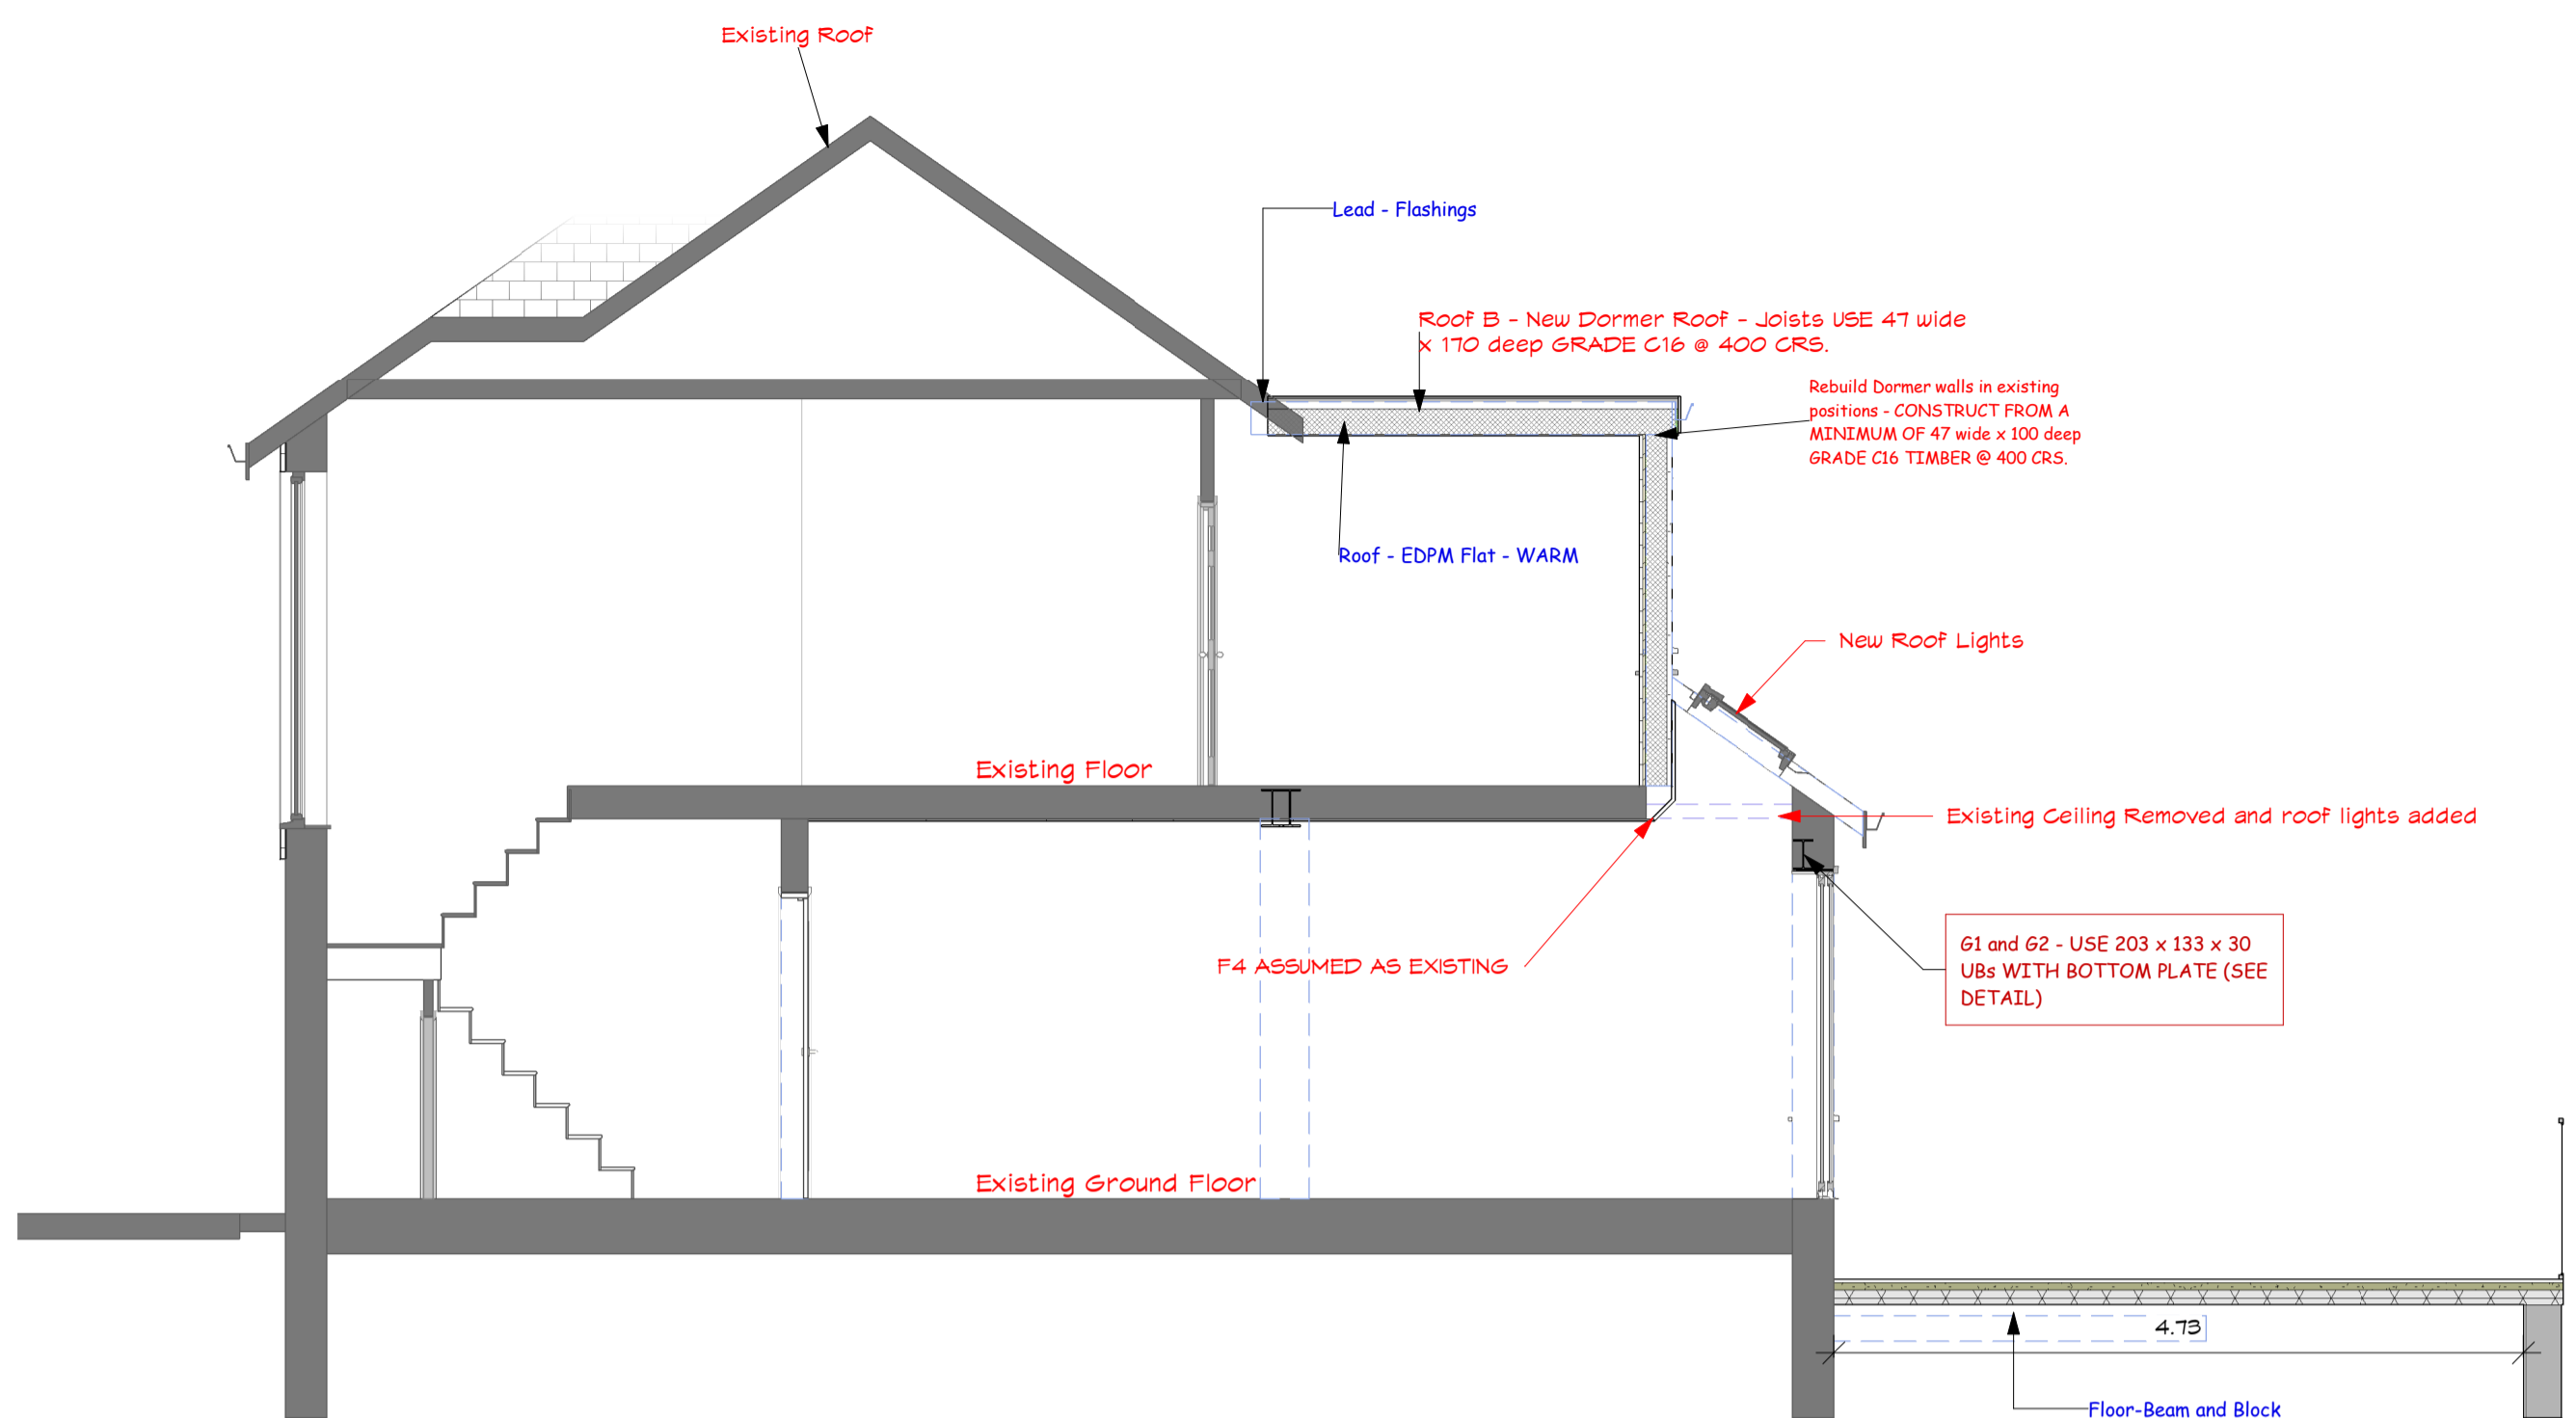 Existing Roof
Lead - Flashings
Roof B - New Dormer Roof - Joists USE 47 wide
x 170 deep GRADE C16 @ 400 CRS.
Rebuild Dormer walls in existing
positions - CONSTRUCT FROM A
MINIMUM OF 47 wide x 100 deep
GRADE C16 TIMBER @ 400 CRS.
Roof - EDPM Flat - WARM
New Roof Lights
Existing Floor
Existing Ceiling Removed and roof lights added
F4 ASSUMED AS EXISTING
G1 and G2 - USE 203 x 133 x 30
UBs WITH BOTTOM PLATE (SEE
DETAIL)
Existing Ground Floor
4.73
Floor-Beam and Block